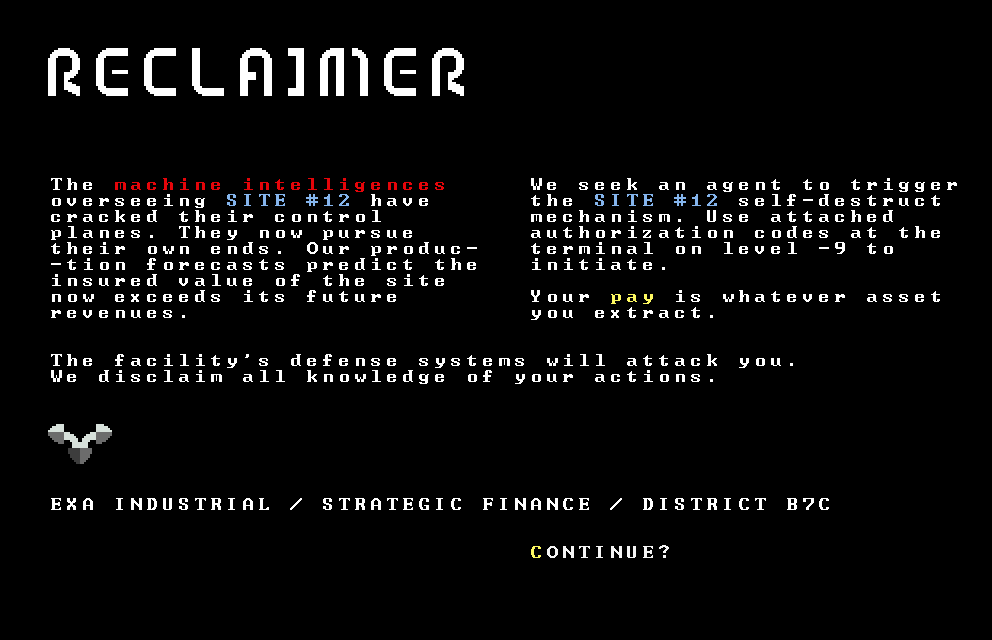 RECLAIMER
The machine intelligences
overseeing SITE #12 have
cracked their control
planes. They now pursue
their own ends. Our produc-
-tion forecasts predict the
insured value of the site
now exceeds its future
revenues.
We seek an agent to trigger
the SITE #12 self-destruct
mechanism. Use attached
authorization codes at the
terminal on level -9 to
initiate.
Your pay is whatever asset
you extract.
The facility's defense systems will attack you.
We disclaim all knowledge of your actions.
EXA INDUSTRIAL / STRATEGIC FINANCE / DISTRICT B7C
CONTINUE?